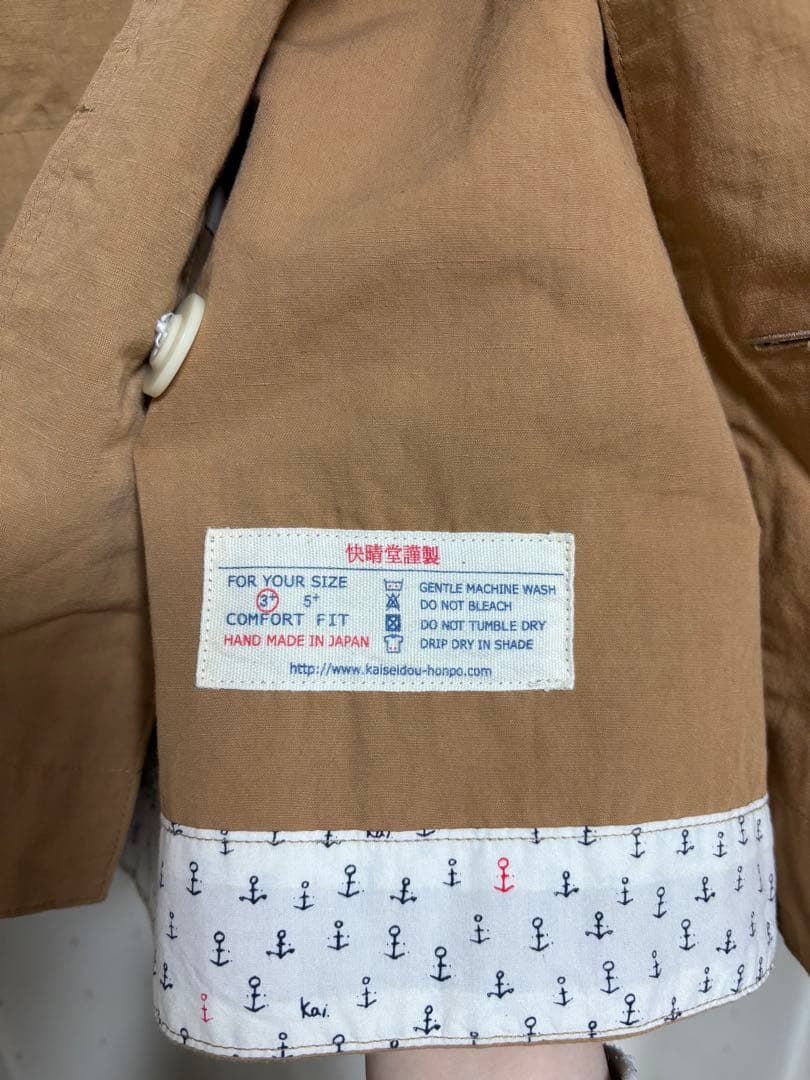 快晴堂謹製
FOR YOUR SIZE
3+ 5+
COMFORT FIT
HAND MADE IN JAPAN
GENTLE MACHINE WASH
DO NOT BLEACH
DO NOT TUMBLE DRY
DRIP DRY IN SHADE
http://www.kaiseidou-honpo.com
Kai.
Kai.